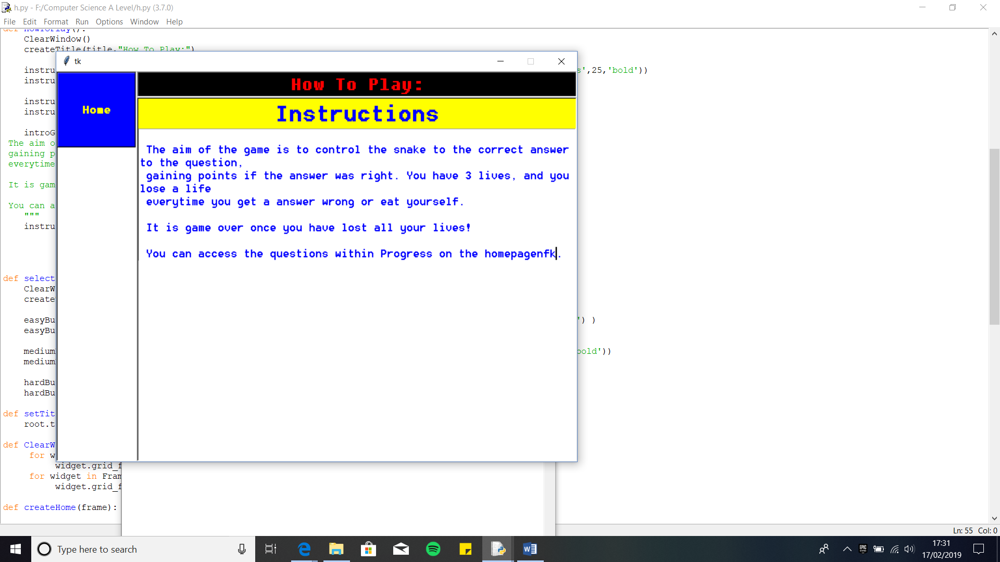 h.py - F:/Computer Science A Level/h.py (3.7.0)
File Edit Format Run Options Window Help
def howToPlay():
ClearWindow()
createTitle(title,"How To Play:")
tk
instru
s',25,'bold'))
instru
instru
instru
introG
The aim o
gaining p
everytime
It is gam
You can a
"""
instru
Home
How To Play:
Instructions
The aim of the game is to control the snake to the correct answer
to the question,
gaining points if the answer was right. You have 3 lives, and you
lose a life
everytime you get a answer wrong or eat yourself.
It is game over once you have lost all your lives!
You can access the questions within Progress on the homepagenfk.
def select
ClearW
create
easyBu
') )
easyBu
medium
bold'))
medium
hardBu
hardBu
def setTit
root.t
def ClearW
for w
widget.grid_f
for widget in Fram
widget.grid_f
def createHome(frame):
Ln: 55 Col: 0
Type here to search
EPIC
17:31
17/02/2019